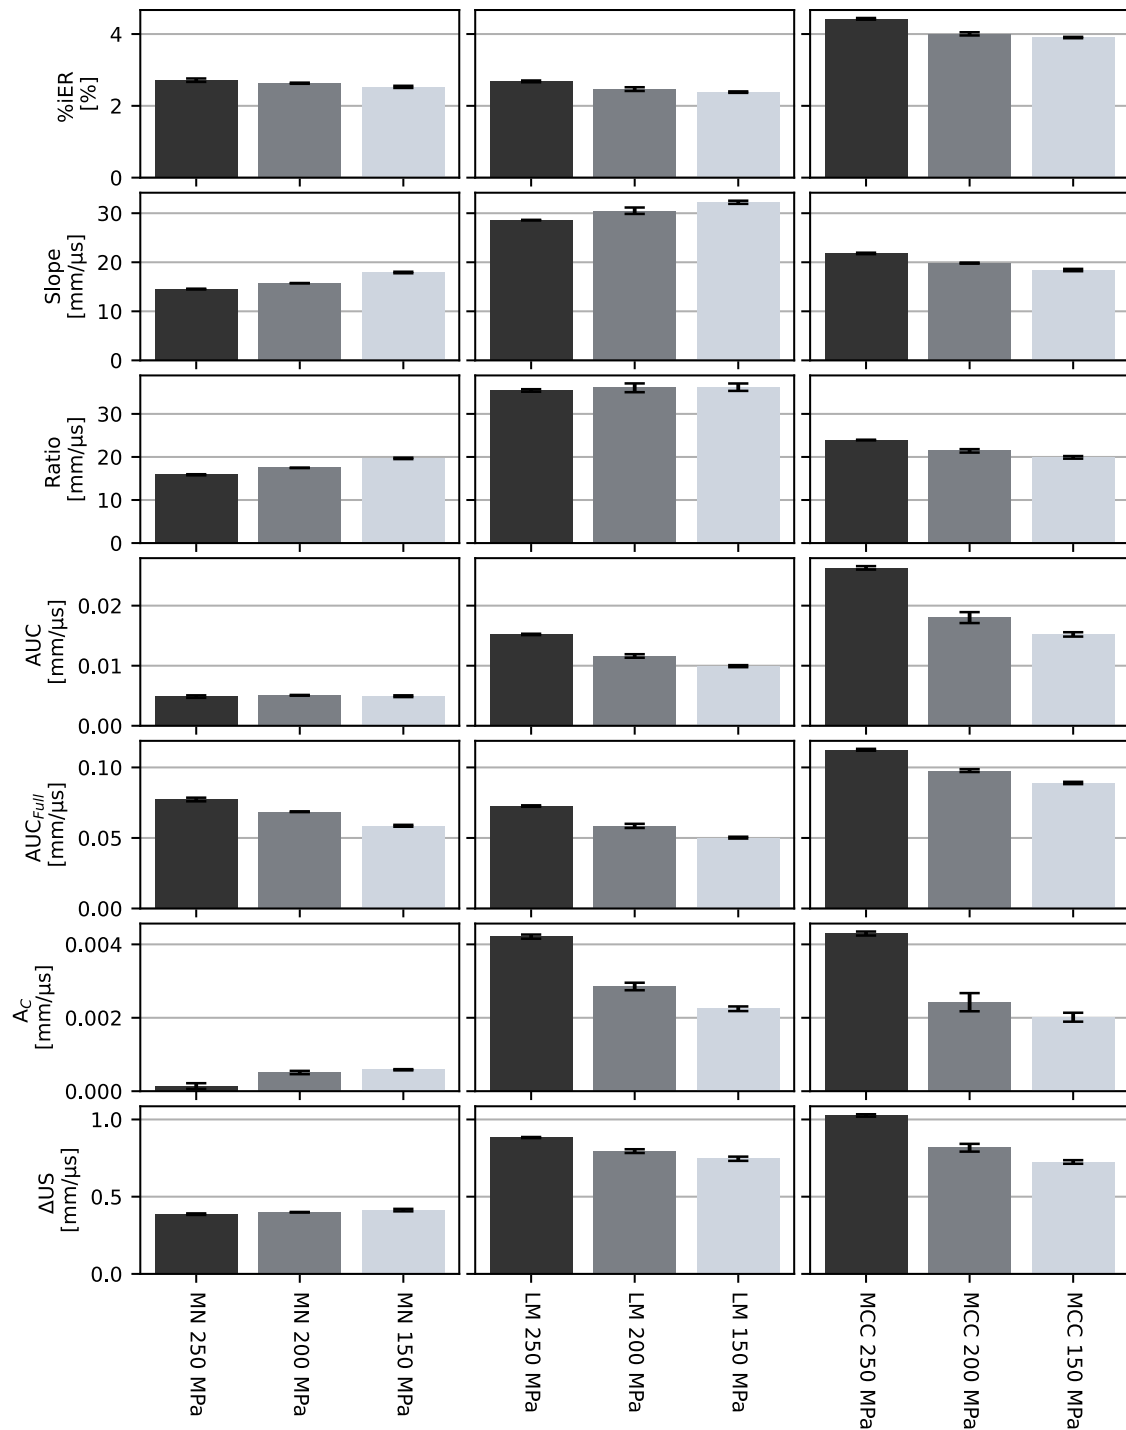 %iER
[%]
4
2
0
Slope
[mm/µs]
30
20
10
0
Ratio
[mm/µs]
30
20
10
0
AUC
[mm/µs]
0.02
0.01
0.00
AUC_Full
[mm/µs]
0.10
0.05
0.00
A_C
[mm/µs]
0.004
0.002
0.000
ΔUS
[mm/µs]
1.0
0.5
0.0
MN 250 MPa
MN 200 MPa
MN 150 MPa
LM 250 MPa
LM 200 MPa
LM 150 MPa
MCC 250 MPa
MCC 200 MPa
MCC 150 MPa